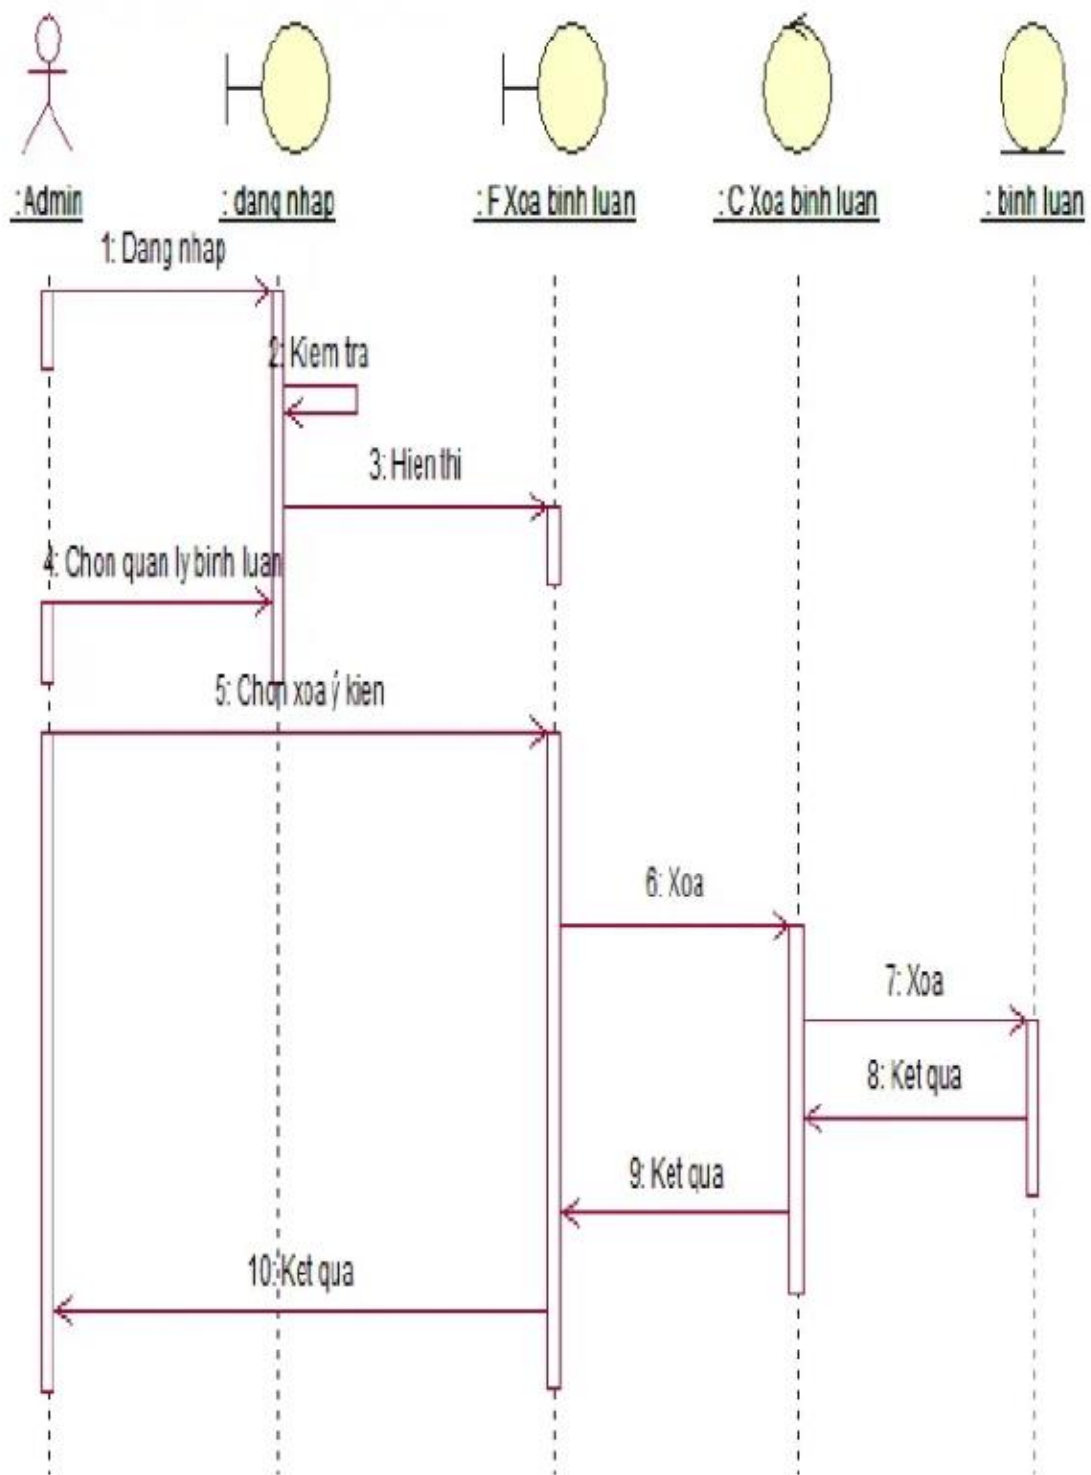 : Admin
: dang nhap
: F Xoa binh luan
: C Xoa binh luan
: binh luan
1: Dang nhap
2: Kiem tra
3: Hien thi
4: Chon quan ly binh luan
5: Chon xoa ý kien
6: Xoa
7: Xoa
8: Ket qua
9: Ket qua
10: Ket qua